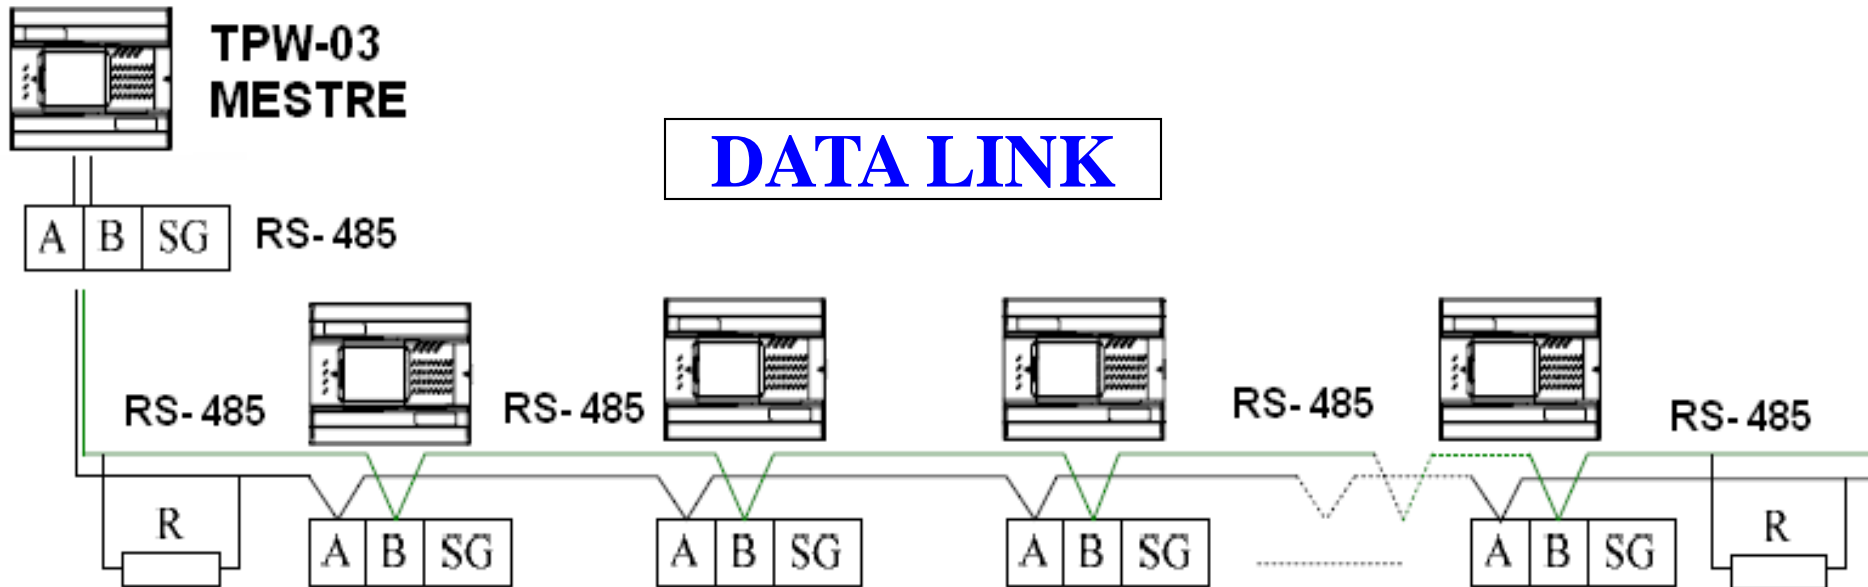 TPW-03
MESTRE
DATA LINK
A B SG RS-485
RS-485 RS-485 RS-485 RS-485
R A B SG A B SG A B SG A B SG R